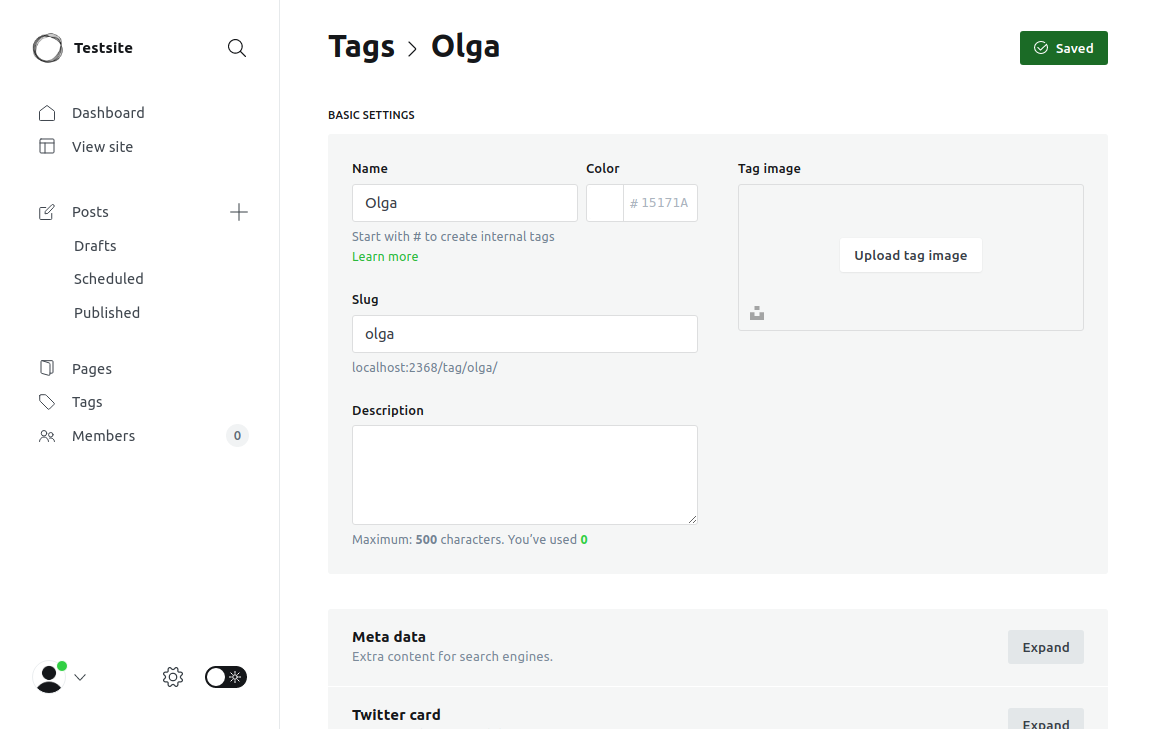 Testsite
Dashboard
View site
Posts
Drafts
Scheduled
Published
Pages
Tags
Members
0
Tags > Olga
Saved
BASIC SETTINGS
Name
Olga
Start with # to create internal tags
Learn more
Color
# 15171A
Slug
olga
localhost:2368/tag/olga/
Description
Maximum: 500 characters. You've used 0
Tag image
Upload tag image
Meta data
Extra content for search engines.
Expand
Twitter card
Expand